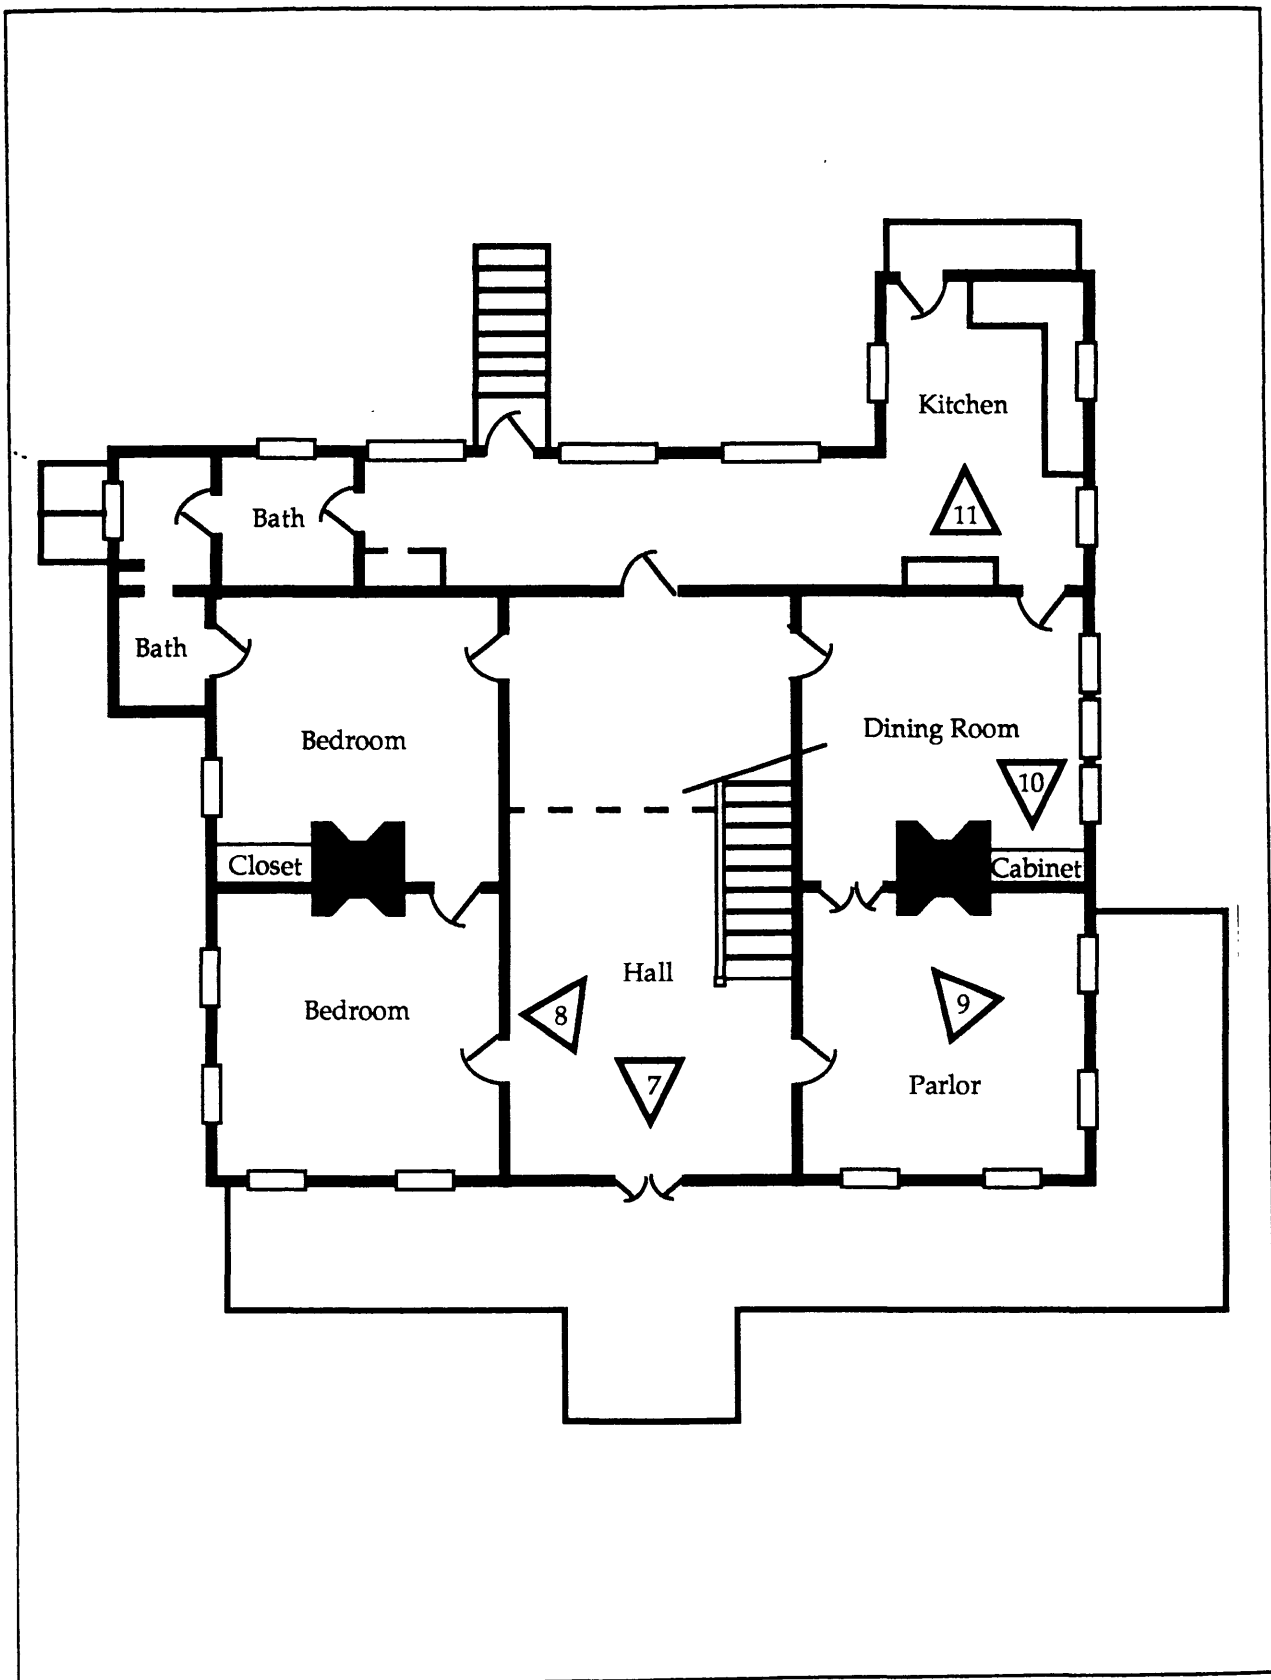 Kitchen
11
Bath
Bath
Bedroom
Dining Room
10
Closet
Cabinet
Hall
Bedroom
8
9
7
Parlor